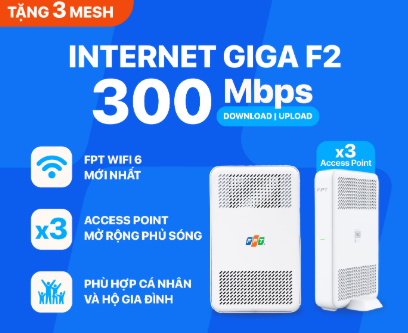 TẶNG 3 MESH
INTERNET GIGA F2
300 Mbps
DOWNLOAD | UPLOAD
x3
Access Point
FPT WIFI 6
MỚI NHẤT
x3
ACCESS POINT
MỞ RỘNG PHỦ SÓNG
PHÙ HỢP CÁ NHÂN
VÀ HỘ GIA ĐÌNH
FPT
FPT